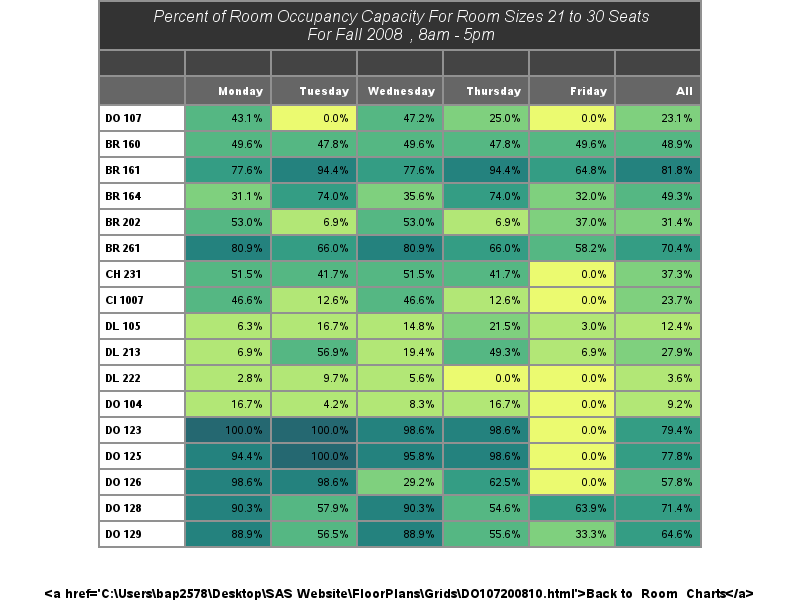 Percent of Room Occupancy Capacity For Room Sizes 21 to 30 Seats
For Fall 2008 , 8am - 5pm
Monday Tuesday Wednesday Thursday Friday All
DO 107 43.1% 0.0% 47.2% 25.0% 0.0% 23.1%
BR 160 49.6% 47.8% 49.6% 47.8% 49.6% 48.9%
BR 161 77.6% 94.4% 77.6% 94.4% 64.8% 81.8%
BR 164 31.1% 74.0% 35.6% 74.0% 32.0% 49.3%
BR 202 53.0% 6.9% 53.0% 6.9% 37.0% 31.4%
BR 261 80.9% 66.0% 80.9% 66.0% 58.2% 70.4%
CH 231 51.5% 41.7% 51.5% 41.7% 0.0% 37.3%
CI 1007 46.6% 12.6% 46.6% 12.6% 0.0% 23.7%
DL 105 6.3% 16.7% 14.8% 21.5% 3.0% 12.4%
DL 213 6.9% 56.9% 19.4% 49.3% 6.9% 27.9%
DL 222 2.8% 9.7% 5.6% 0.0% 0.0% 3.6%
DO 104 16.7% 4.2% 8.3% 16.7% 0.0% 9.2%
DO 123 100.0% 100.0% 98.6% 98.6% 0.0% 79.4%
DO 125 94.4% 100.0% 95.8% 98.6% 0.0% 77.8%
DO 126 98.6% 98.6% 29.2% 62.5% 0.0% 57.8%
DO 128 90.3% 57.9% 90.3% 54.6% 63.9% 71.4%
DO 129 88.9% 56.5% 88.9% 55.6% 33.3% 64.6%
<a href='C:\Users\bap2578\Desktop\SAS Website\FloorPlans\Grids\DO107200810.html'>Back to Room Charts</a>